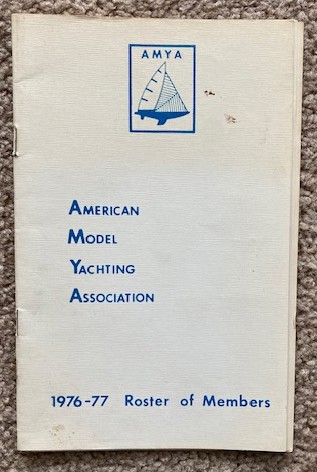 AMYA
AMERICAN
MODEL
YACHTING
ASSOCIATION
1976-77 Roster of Members